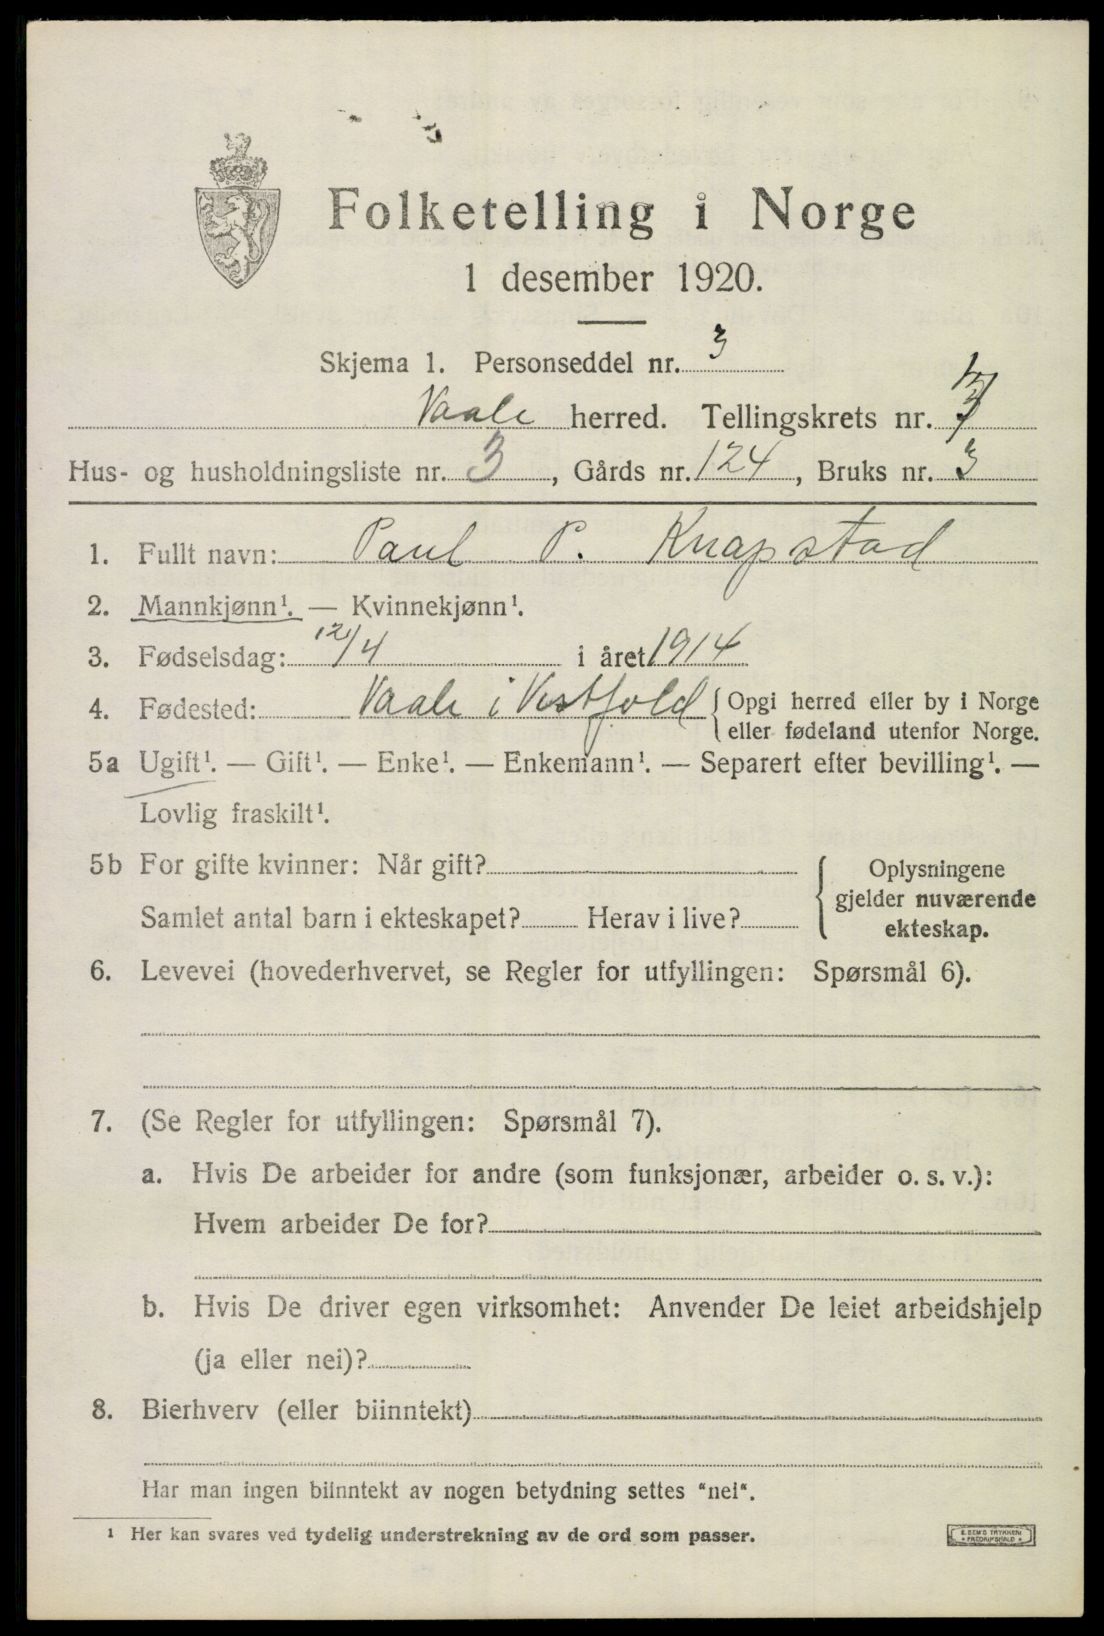 Folketelling i Norge
1 desember 1920.
Skjema 1. Personseddel nr. 3
Vaale herred. Tellingskrets nr.
Hus- og husholdningsliste nr. 3, Gårds nr. 124, Bruks nr. 3
1. Fullt navn: Paul P. Knapstad
2. Mannkjønn¹. — Kvinnekjønn¹.
3. Fødselsdag: 12/4 i året 1914
4. Fødested: Vaale i Vestfold { Opgi herred eller by i Norge
eller fødeland utenfor Norge.
5a Ugift¹. — Gift¹. — Enke¹. — Enkemann¹. — Separert efter bevilling¹. —
Lovlig fraskilt¹.
5b For gifte kvinner: Når gift?
Samlet antal barn i ekteskapet? Herav i live?
Oplysningene
gjelder nuværende
ekteskap.
6. Levevei (hovederhvervet, se Regler for utfyllingen: Spørsmål 6).
7. (Se Regler for utfyllingen: Spørsmål 7).
a. Hvis De arbeider for andre (som funksjonær, arbeider o. s. v.):
Hvem arbeider De for?
b. Hvis De driver egen virksomhet: Anvender De leiet arbeidshjelp
(ja eller nei)?
8. Bierhverv (eller biinntekt)
Har man ingen biinntekt av nogen betydning settes "nei".
¹ Her kan svares ved tydelig understrekning av de ord som passer.